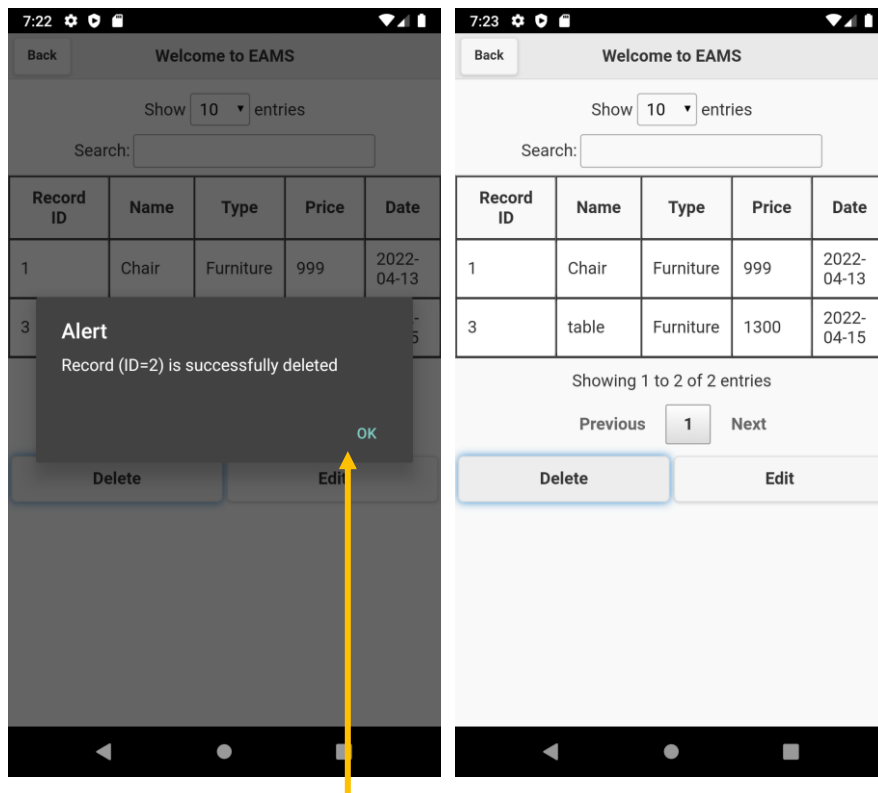 7:22
Back Welcome to EAMS
Show 10 entries
Search:
Record ID Name Type Price Date
1 Chair Furniture 999 2022-04-13
3
Alert
Record (ID=2) is successfully deleted
OK
Delete Edit
7:23
Back Welcome to EAMS
Show 10 entries
Search:
Record ID Name Type Price Date
1 Chair Furniture 999 2022-04-13
3 table Furniture 1300 2022-04-15
Showing 1 to 2 of 2 entries
Previous 1 Next
Delete Edit